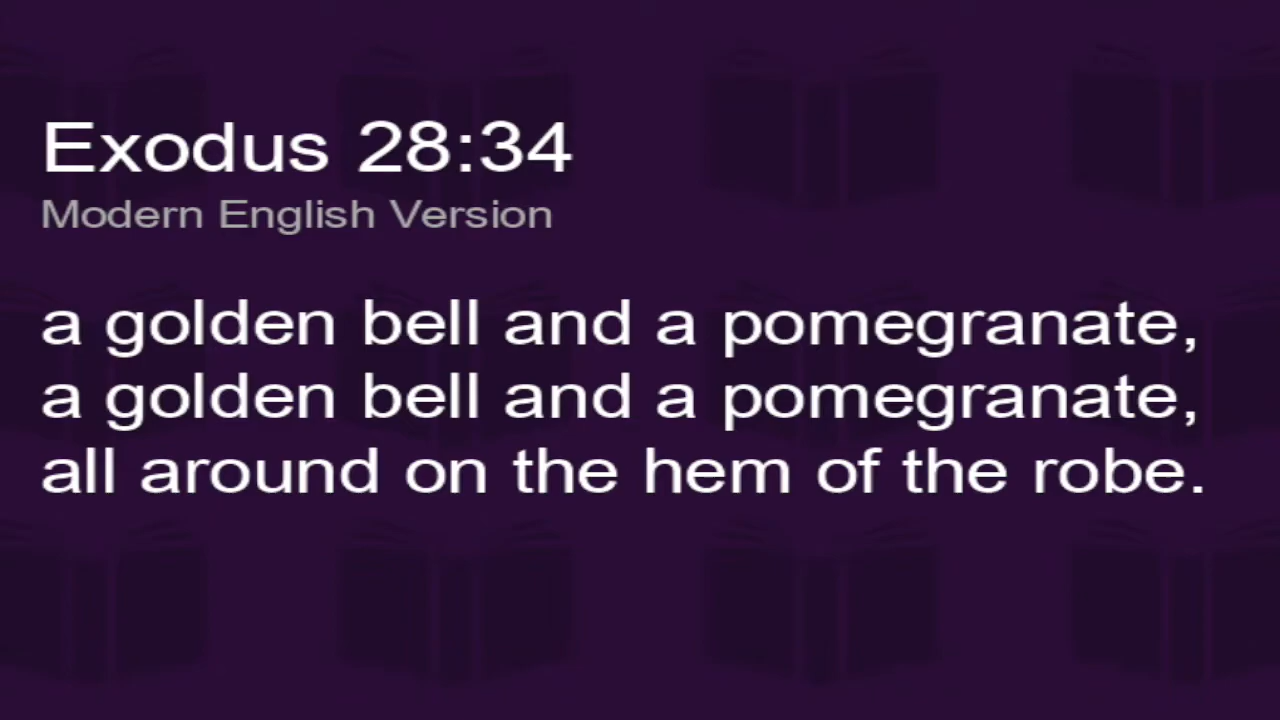 Exodus 28:34
Modern English Version
a golden bell and a pomegranate,
a golden bell and a pomegranate,
all around on the hem of the robe.